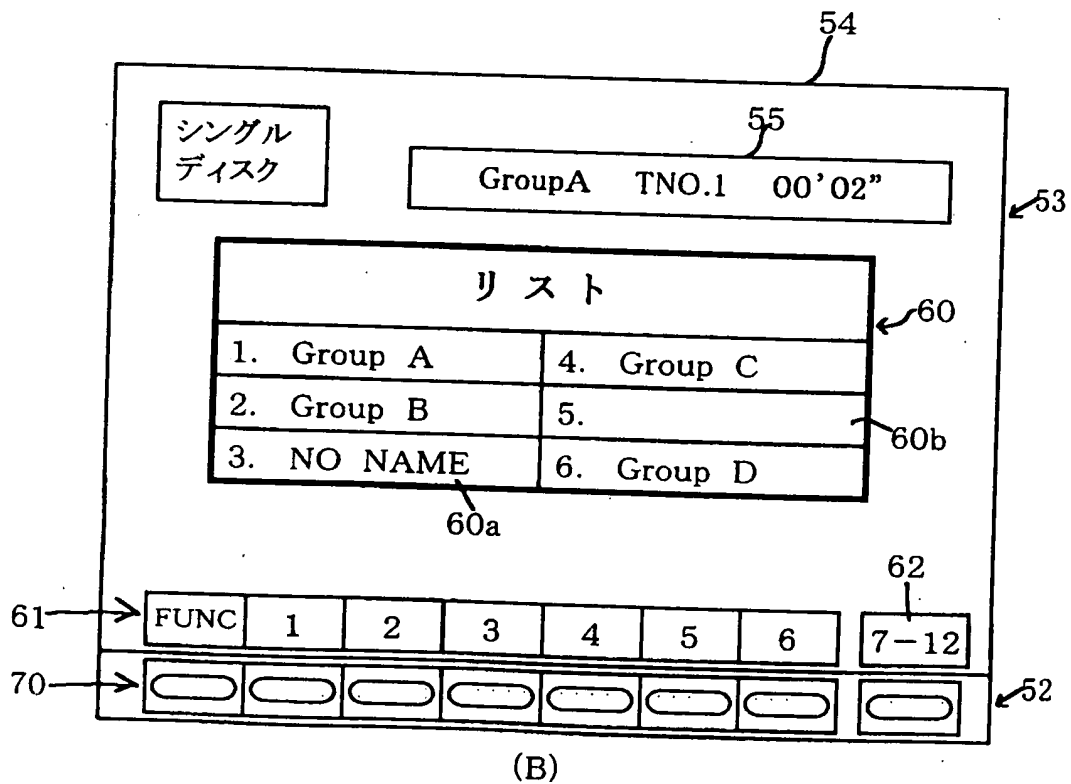 54
シングル
ディスク
55
GroupA TNO.1 00'02"
53
リスト
60
1. Group A
4. Group C
2. Group B
5.
60b
3. NO NAME
6. Group D
60a
62
61
FUNC 1 2 3 4 5 6 7-12
70
52
(B)